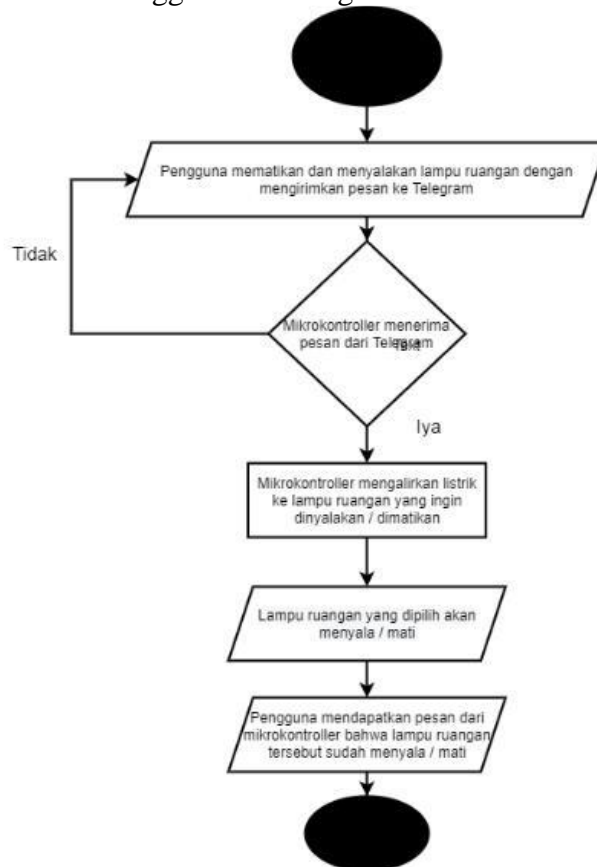 Pengguna mematikan dan menyalakan lampu ruangan dengan
mengirimkan pesan ke Telegram
Tidak
Mikrokontroller menerima
pesan dari Telegram
Iya
Mikrokontroller mengalirkan listrik
ke lampu ruangan yang ingin
dinyalakan / dimatikan
Lampu ruangan yang dipilih akan
menyala / mati
Pengguna mendapatkan pesan dari
mikrokontroller bahwa lampu ruangan
tersebut sudah menyala / mati